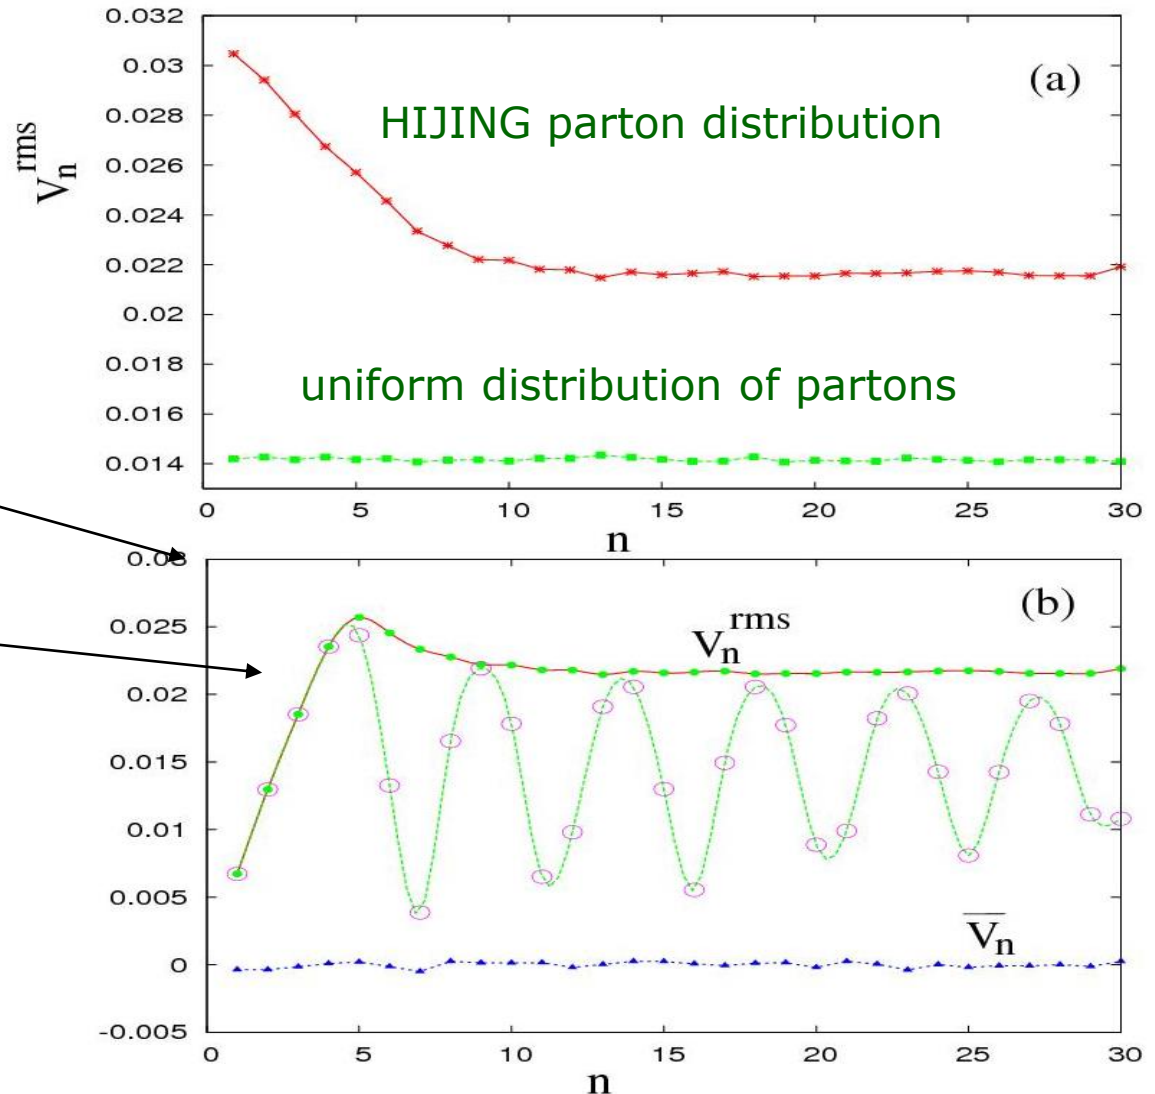 0.032
0.03
(a)
0.028
HIJING parton distribution
0.026
V_n^rms
0.024
0.022
0.02
0.018
uniform distribution of partons
0.016
0.014
0 5 10 15 20 25 30
n
0.03
(b)
0.025
V_n^rms
0.02
0.015
0.01
0.005
V̅_n
0
-0.005
0 5 10 15 20 25 30
n